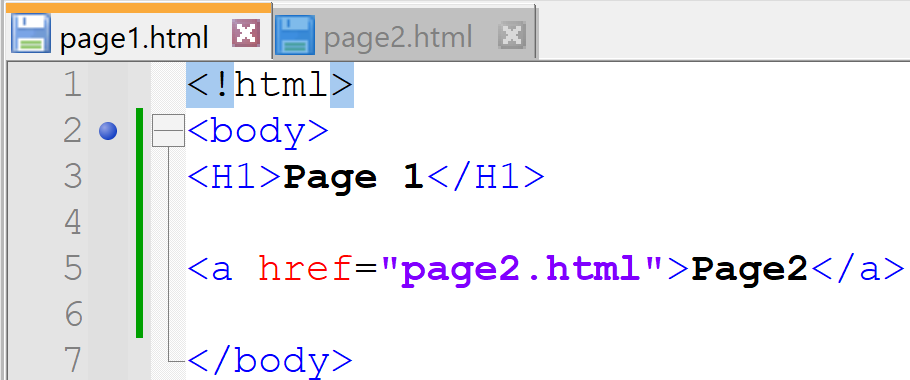 page1.html page2.html
1 <!html>
2 <body>
3 <H1>Page 1</H1>
4
5 <a href="page2.html">Page2</a>
6
7 </body>